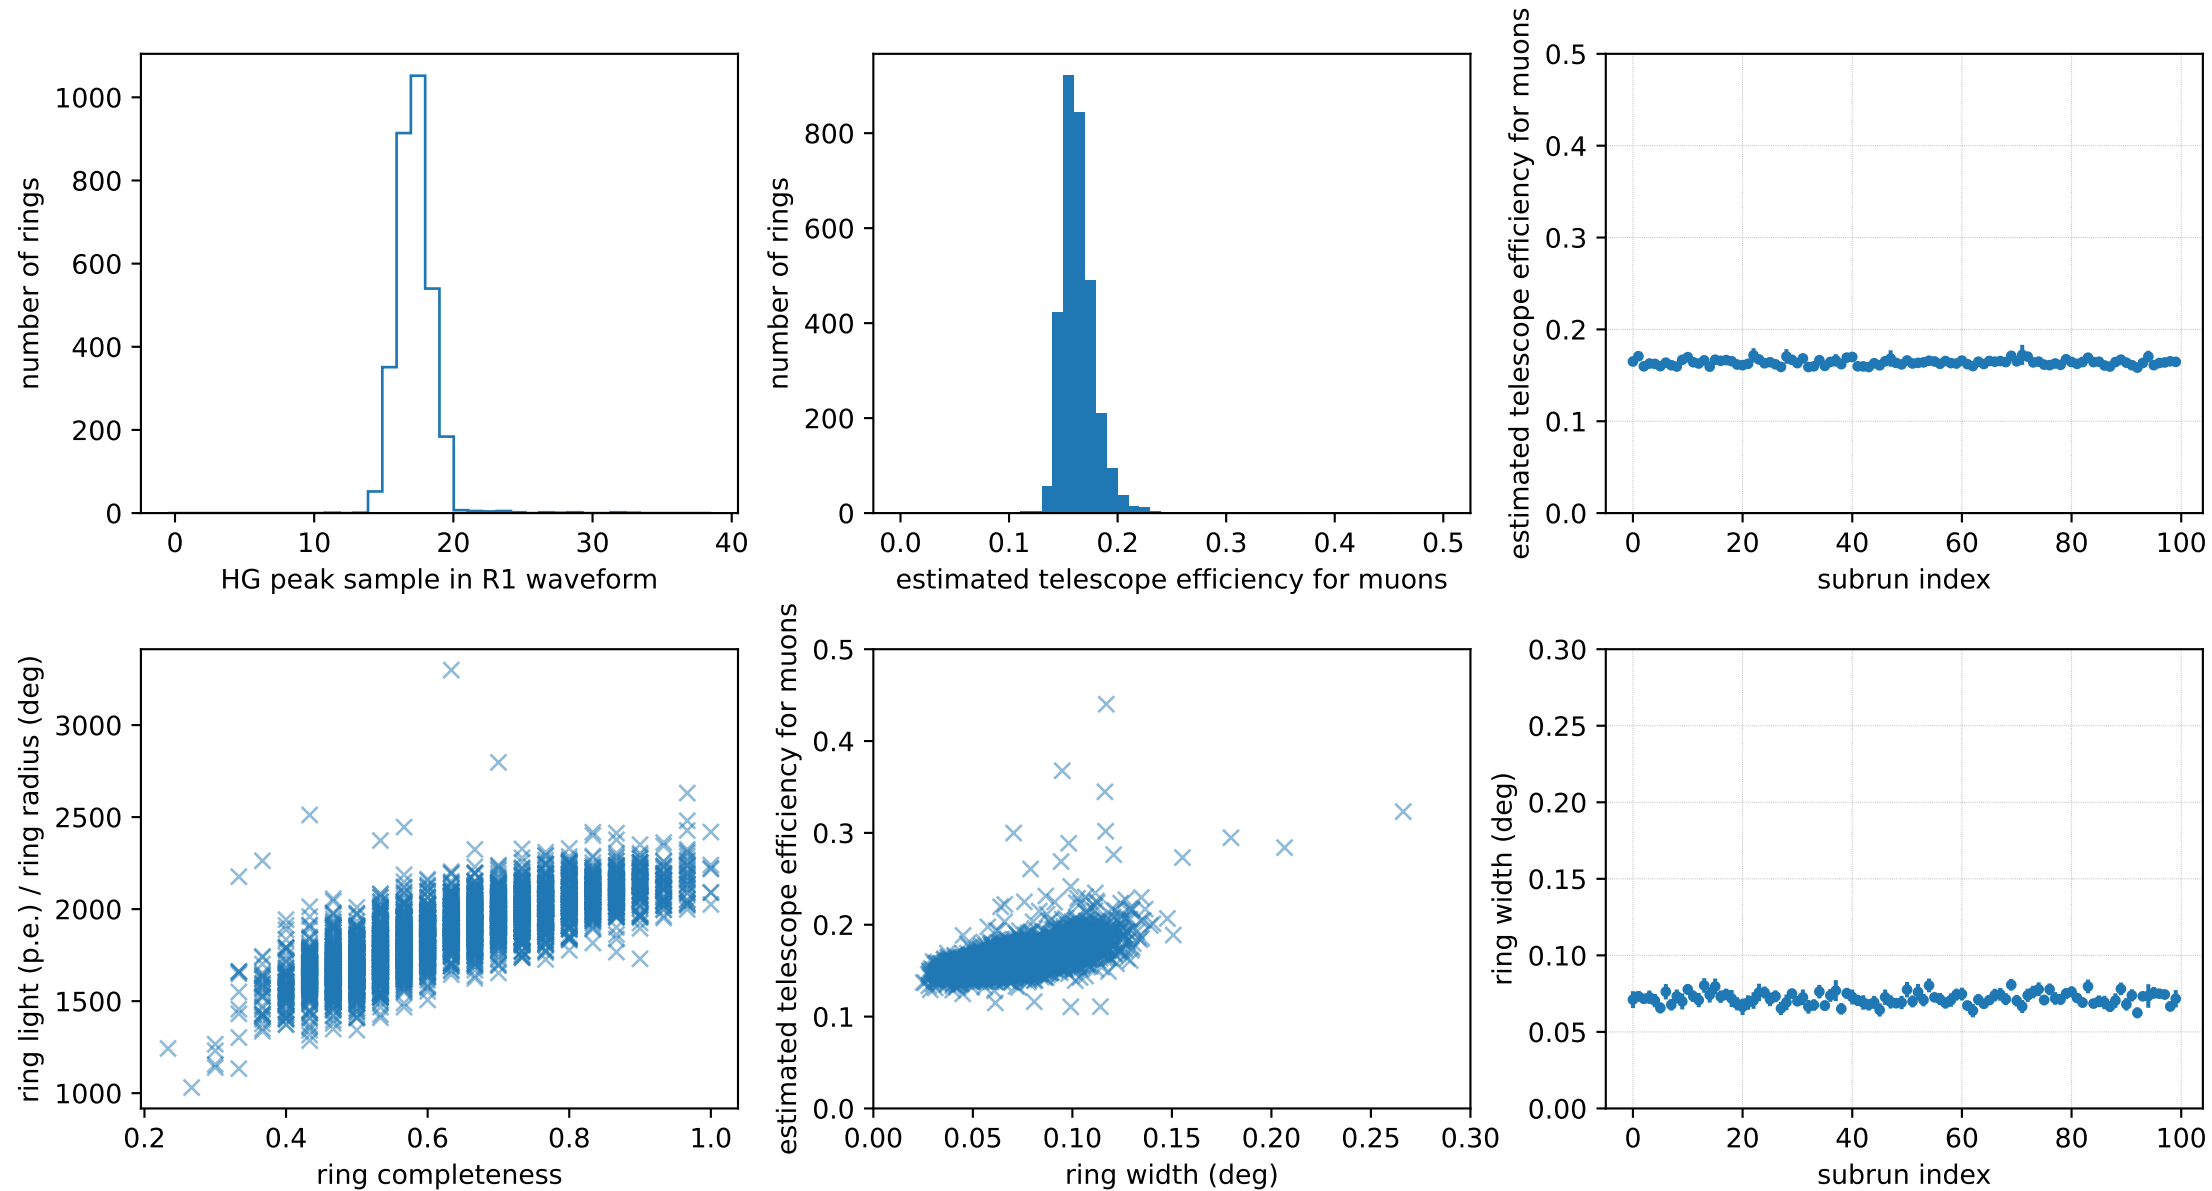 number of rings
1000
800
600
400
200
0
0 10 20 30 40
HG peak sample in R1 waveform
number of rings
800
600
400
200
0
0.0 0.1 0.2 0.3 0.4 0.5
estimated telescope efficiency for muons
estimated telescope efficiency for muons
0.5
0.4
0.3
0.2
0.1
0.0
0 20 40 60 80 100
subrun index
ring light (p.e.) / ring radius (deg)
3000
2500
2000
1500
1000
0.2 0.4 0.6 0.8 1.0
ring completeness
estimated telescope efficiency for muons
0.5
0.4
0.3
0.2
0.1
0.0
0.00 0.05 0.10 0.15 0.20 0.25 0.30
ring width (deg)
ring width (deg)
0.30
0.25
0.20
0.15
0.10
0.05
0.00
0 20 40 60 80 100
subrun index